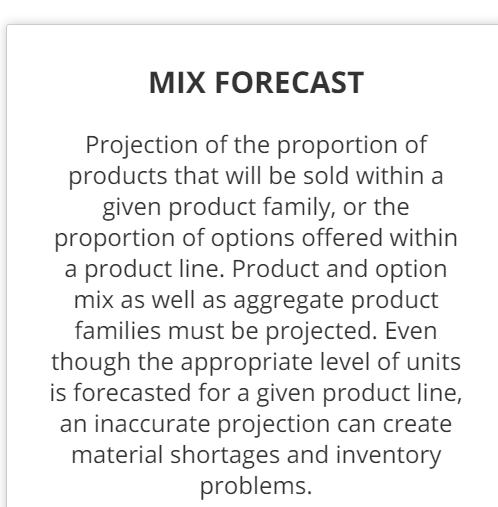 MIX FORECAST
Projection of the proportion of
products that will be sold within a
given product family, or the
proportion of options offered within
a product line. Product and option
mix as well as aggregate product
families must be projected. Even
though the appropriate level of units
is forecasted for a given product line,
an inaccurate projection can create
material shortages and inventory
problems.